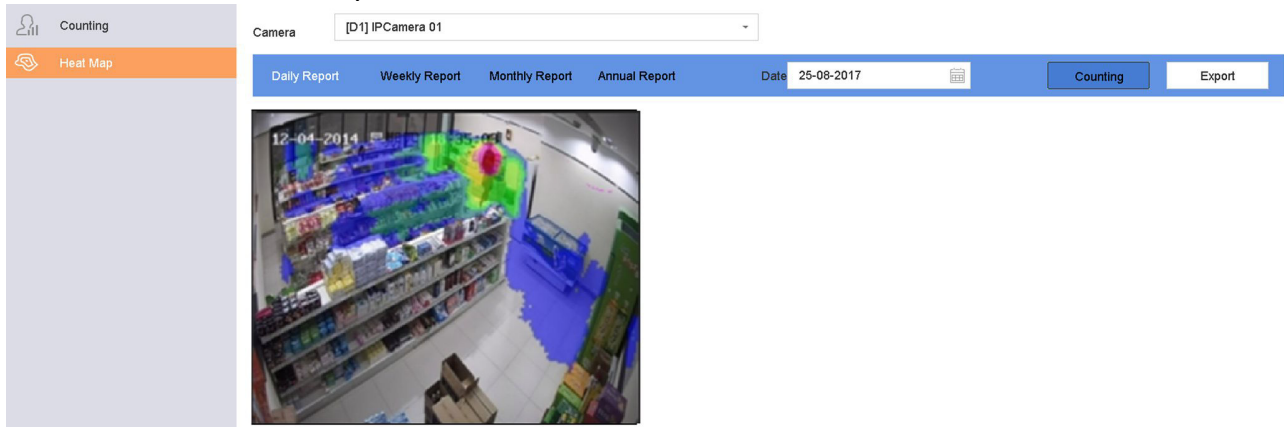 Counting
Camera
[D1] IPCamera 01
Heat Map
Daily Report
Weekly Report
Monthly Report
Annual Report
Date
25-08-2017
Counting
Export
12-04-2014